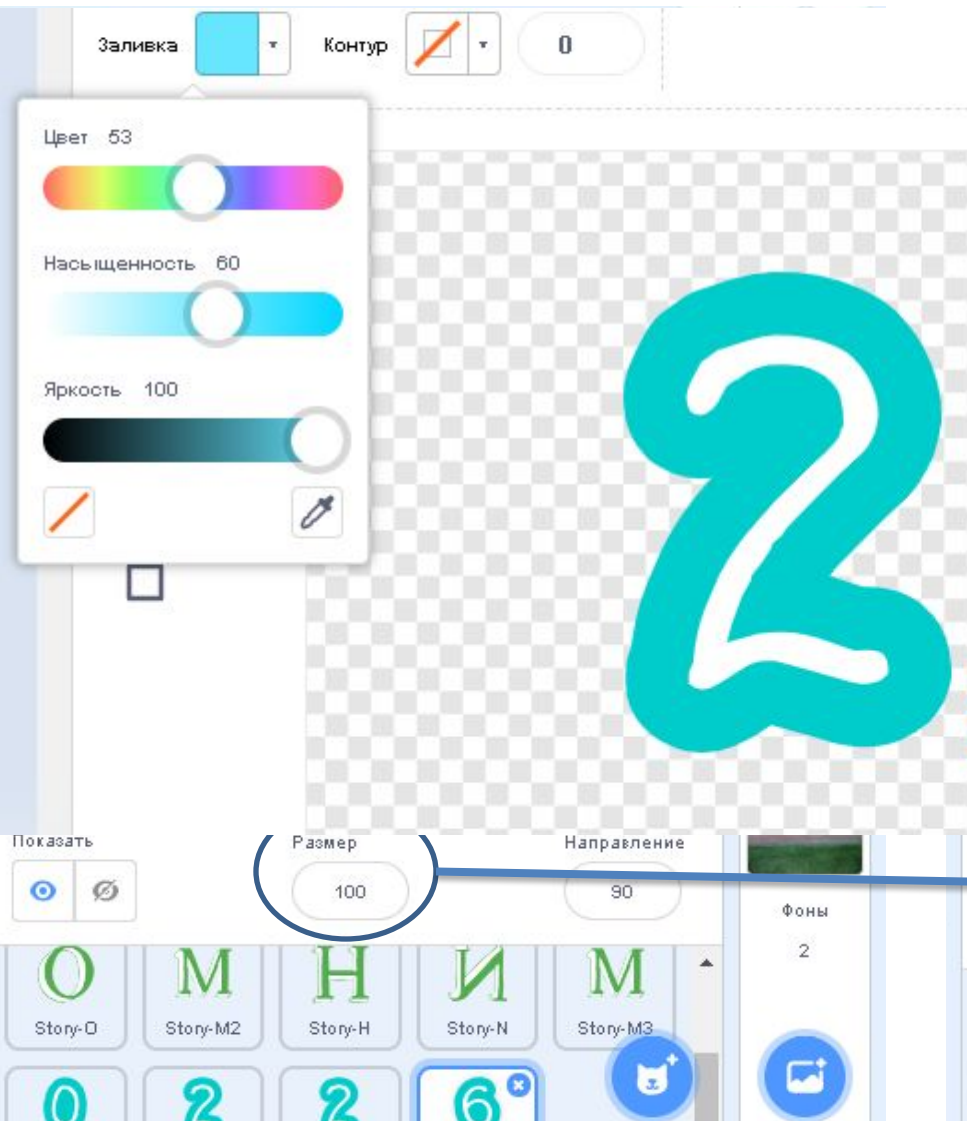 Заливка Контур 0
Цвет 53
Насыщенность 60
Яркость 100
2
Показать Размер Направление
100 90
Фоны
2
О М Н И М
Story-O Story-M2 Story-H Story-N Story-M3
0 2 2 6